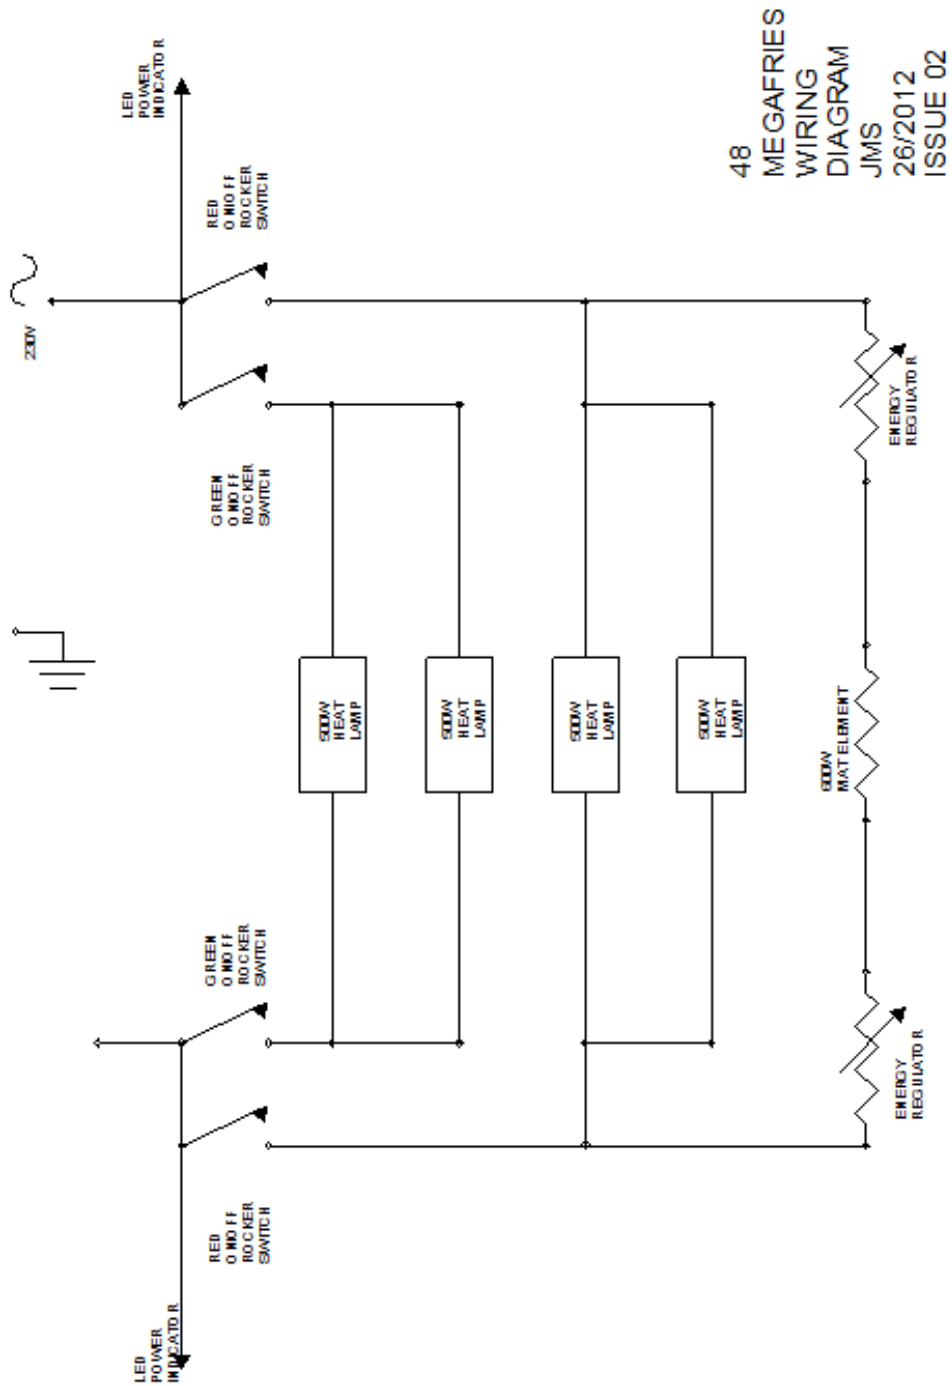 230V
LED
POWER
INDICATOR
LED
POWER
INDICATOR
RED
ON/OFF
ROCKER
SWITCH
GREEN
ON/OFF
ROCKER
SWITCH
GREEN
ON/OFF
ROCKER
SWITCH
RED
ON/OFF
ROCKER
SWITCH
500W
HEAT
LAMP
500W
HEAT
LAMP
500W
HEAT
LAMP
500W
HEAT
LAMP
ENERGY
REGULATOR
600W
MAT ELEMENT
ENERGY
REGULATOR
48
MEGAFRIES
WIRING
DIAGRAM
JMS
26/2012
ISSUE 02